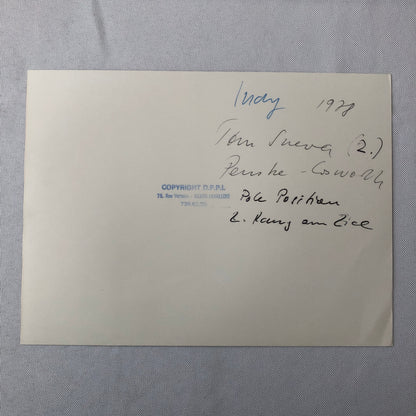 Indy 1978
Tom Sneva (2.)
Penske - Cosworth
COPYRIGHT D.P.P.I.
Pole Position
2. Rang am Ziel